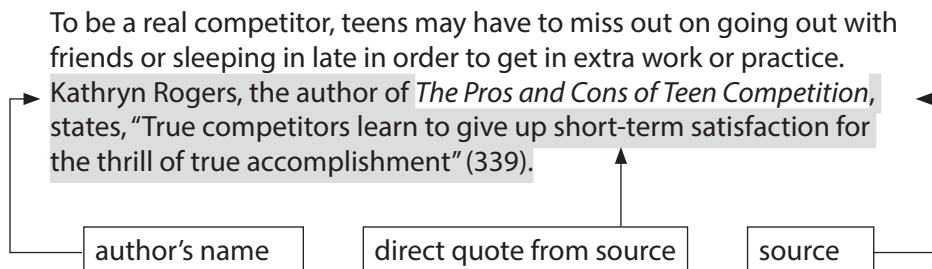 To be a real competitor, teens may have to miss out on going out with
friends or sleeping in late in order to get in extra work or practice.
Kathryn Rogers, the author of The Pros and Cons of Teen Competition,
states, “True competitors learn to give up short-term satisfaction for
the thrill of true accomplishment” (339).
author’s name
direct quote from source
source